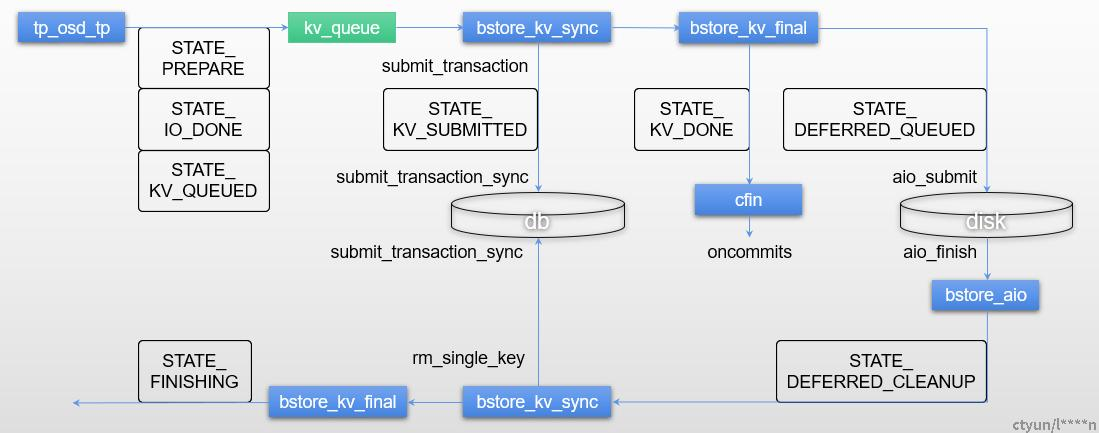 tp_osd_tp
kv_queue
bstore_kv_sync
bstore_kv_final
STATE_
PREPARE
submit_transaction
STATE_
IO_DONE
STATE_
KV_SUBMITTED
STATE_
KV_DONE
STATE_
DEFERRED_QUEUED
STATE_
KV_QUEUED
submit_transaction_sync
aio_submit
cfin
db
disk
submit_transaction_sync
oncommits
aio_finish
bstore_aio
STATE_
FINISHING
rm_single_key
STATE_
DEFERRED_CLEANUP
bstore_kv_final
bstore_kv_sync
ctyun/l****n